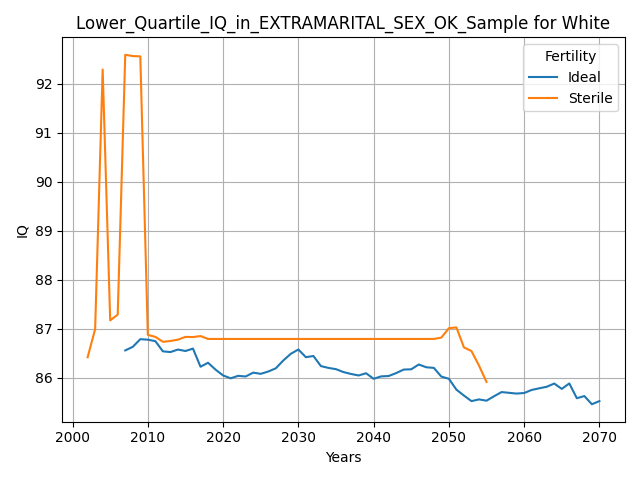 Lower_Quartile_IQ_in_EXTRAMARITAL_SEX_OK_Sample for White
Fertility
Ideal
Sterile
92
91
90
89
88
87
86
IQ
2000
2010
2020
2030
2040
2050
2060
2070
Years